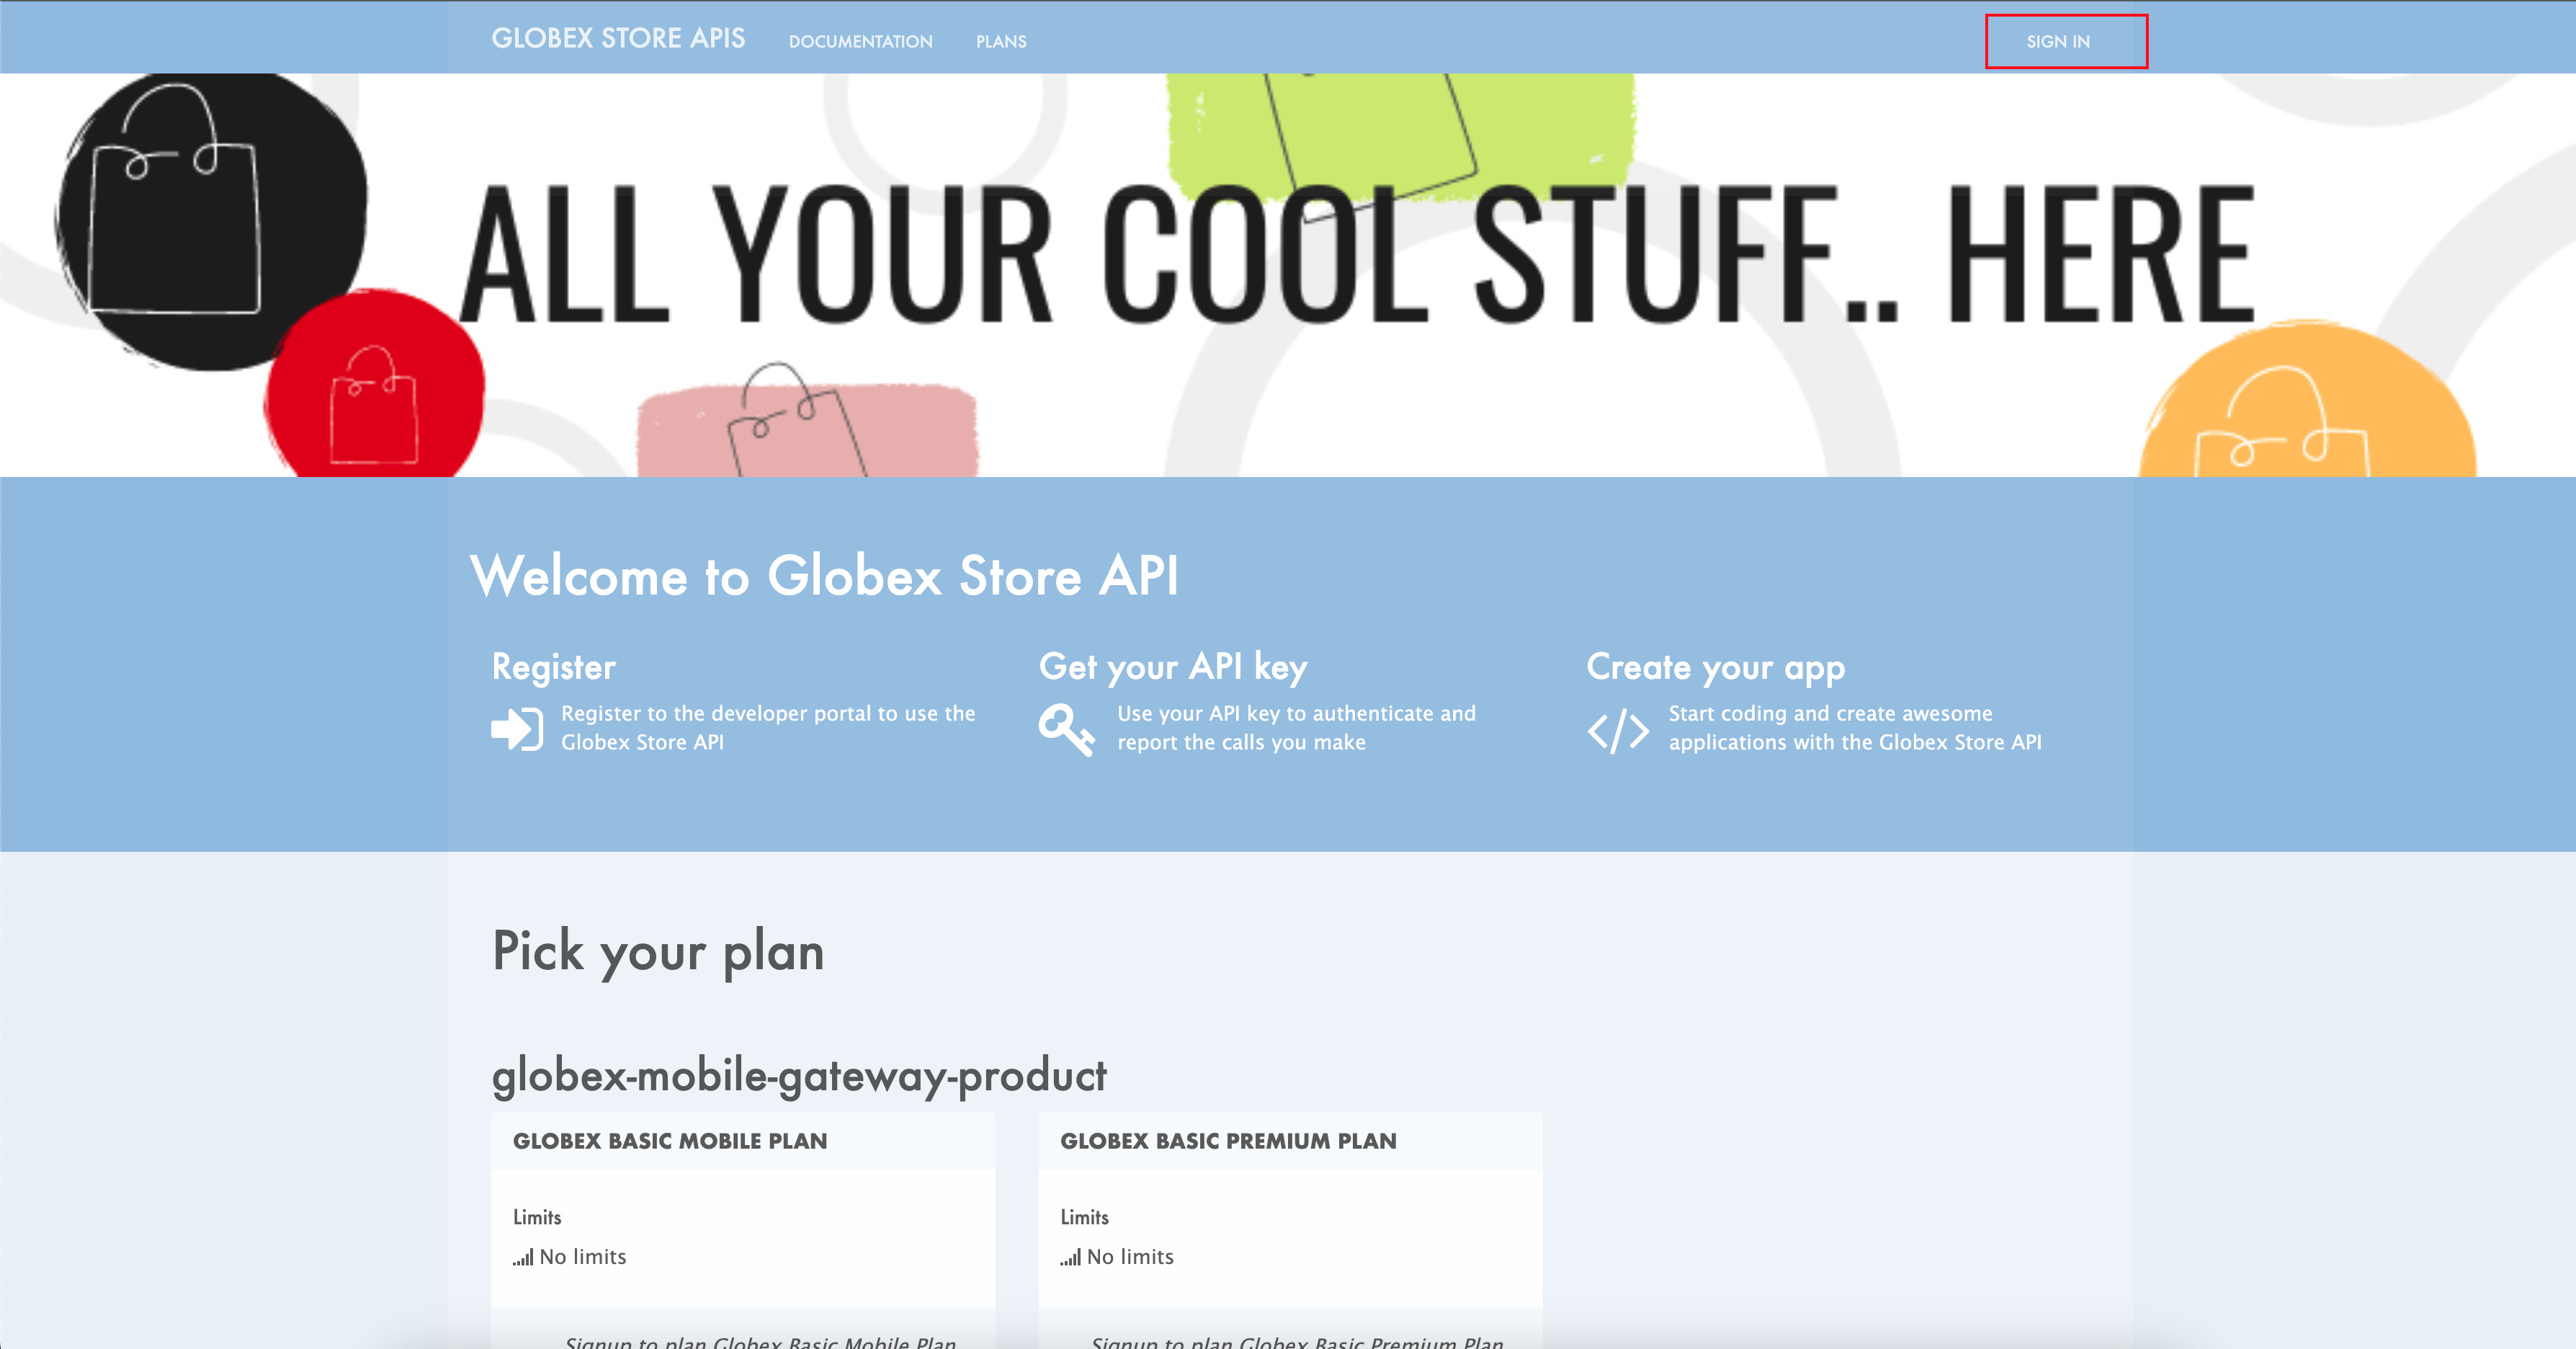 GLOBEX STORE APIS DOCUMENTATION PLANS SIGN IN
ALL YOUR COOL STUFF.. HERE
Welcome to Globex Store API
Register
Register to the developer portal to use the
Globex Store API
Get your API key
Use your API key to authenticate and
report the calls you make
Create your app
Start coding and create awesome
applications with the Globex Store API
Pick your plan
globex-mobile-gateway-product
GLOBEX BASIC MOBILE PLAN
Limits
No limits
Signup to plan Globex Basic Mobile Plan
GLOBEX BASIC PREMIUM PLAN
Limits
No limits
Signup to plan Globex Basic Premium Plan